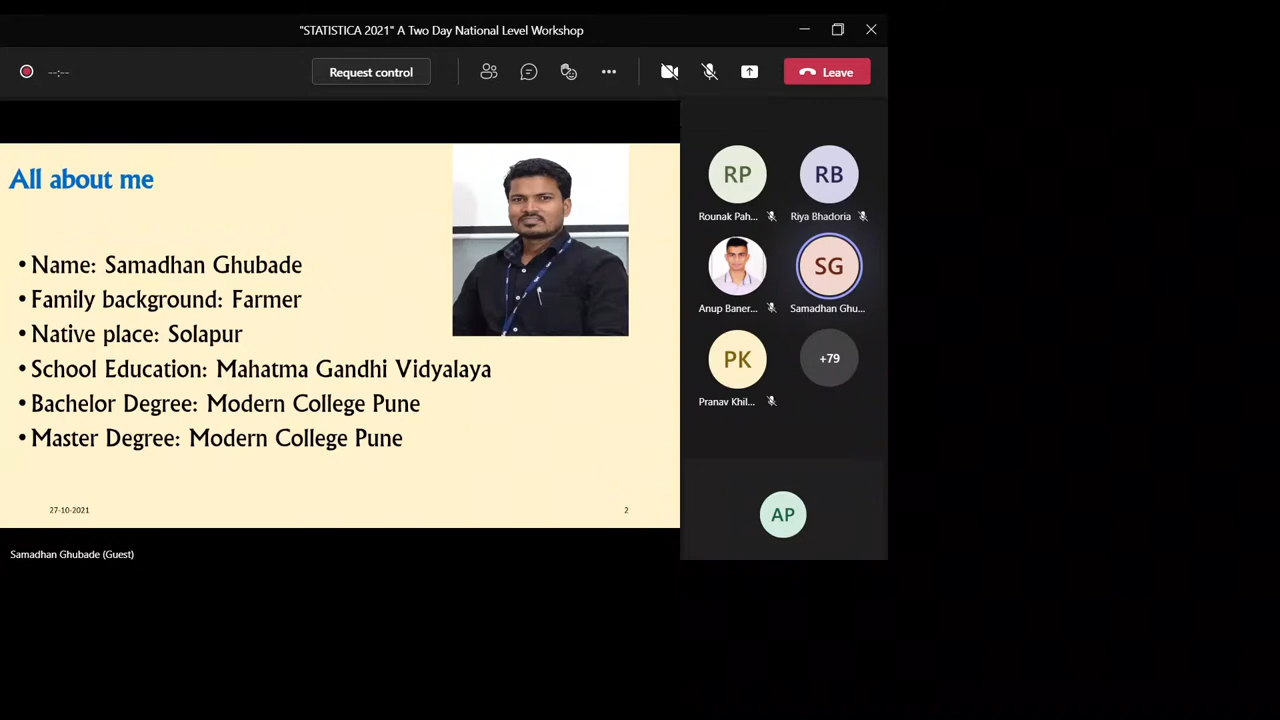 "STATISTICA 2021" A Two Day National Level Workshop
--:--
Request control
Leave
All about me
• Name: Samadhan Ghubade
• Family background: Farmer
• Native place: Solapur
• School Education: Mahatma Gandhi Vidyalaya
• Bachelor Degree: Modern College Pune
• Master Degree: Modern College Pune
27-10-2021
2
RP
RB
Rounak Pah...
Riya Bhadoria
SG
Anup Baner...
Samadhan Ghu...
PK
+79
Pranav Khil...
AP
Samadhan Ghubade (Guest)